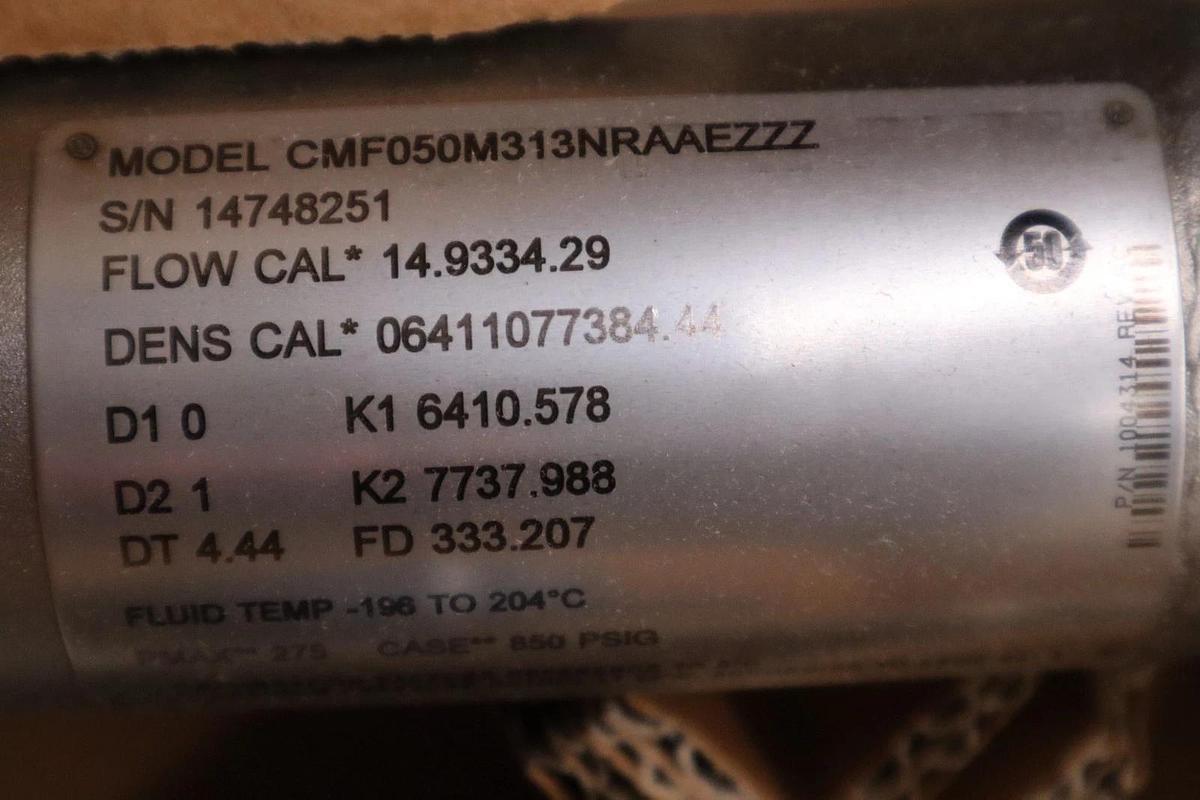 MODEL CMF050M313NRAAEZZZ
S/N 14748251
FLOW CAL* 14.9334.29
DENS CAL* 06411077384.44
D1 0 K1 6410.578
D2 1 K2 7737.988
DT 4.44 FD 333.207
FLUID TEMP -196 TO 204°C
PMAX** 275 CASE** 850 PSIG
50
P/N 1004314 REV